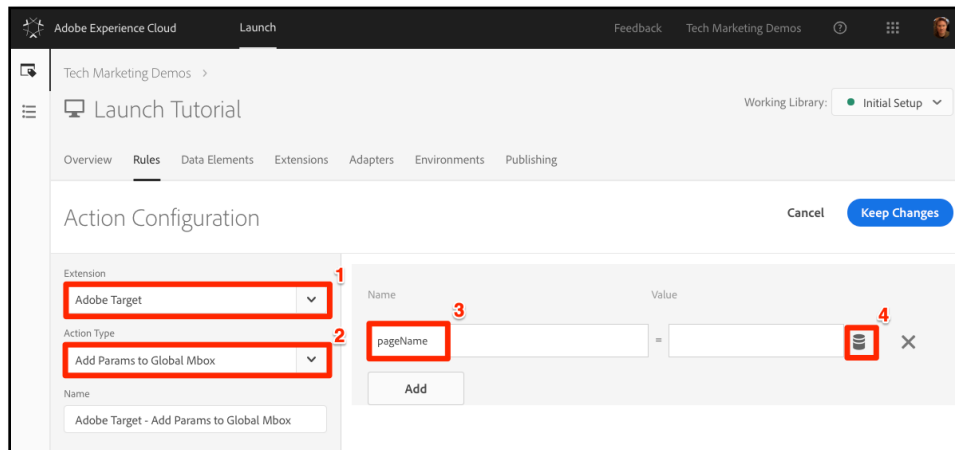 Adobe Experience Cloud Launch Feedback Tech Marketing Demos ?
Tech Marketing Demos >
Launch Tutorial
Working Library: Initial Setup
Overview Rules Data Elements Extensions Adapters Environments Publishing
Action Configuration Cancel Keep Changes
Extension 1
Adobe Target
Action Type 2
Add Params to Global Mbox
Name
Adobe Target - Add Params to Global Mbox
Name 3 Value 4
pageName =
Add